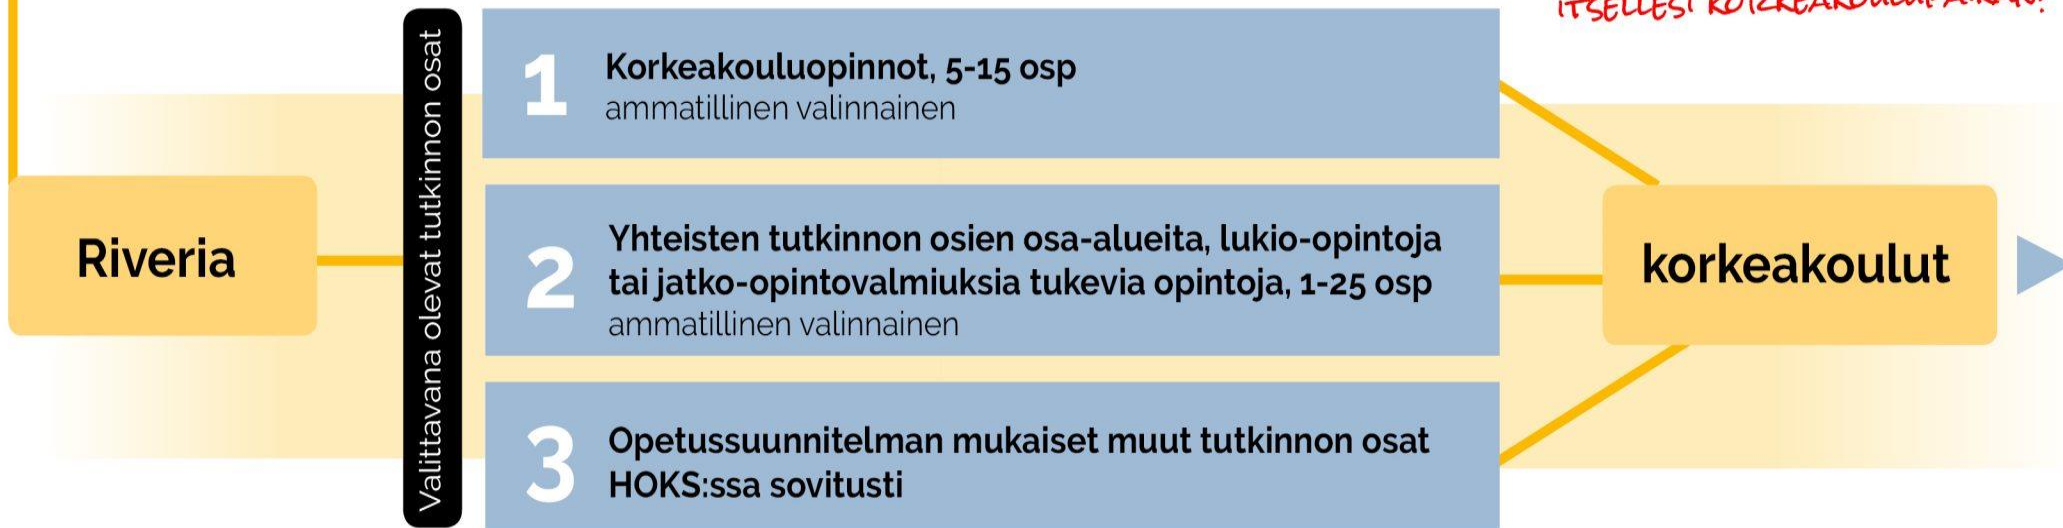 ITSELLESI KORKEAKOULUPAIKAN!
Riveria
Valittavana olevat tutkinnon osat
1
Korkeakouluopinnot, 5-15 osp
ammatillinen valinnainen
2
Yhteisten tutkinnon osien osa-alueita, lukio-opintoja
tai jatko-opintovalmiuksia tukevia opintoja, 1-25 osp
ammatillinen valinnainen
3
Opetussuunnitelman mukaiset muut tutkinnon osat
HOKS:ssa sovitusti
korkeakoulut